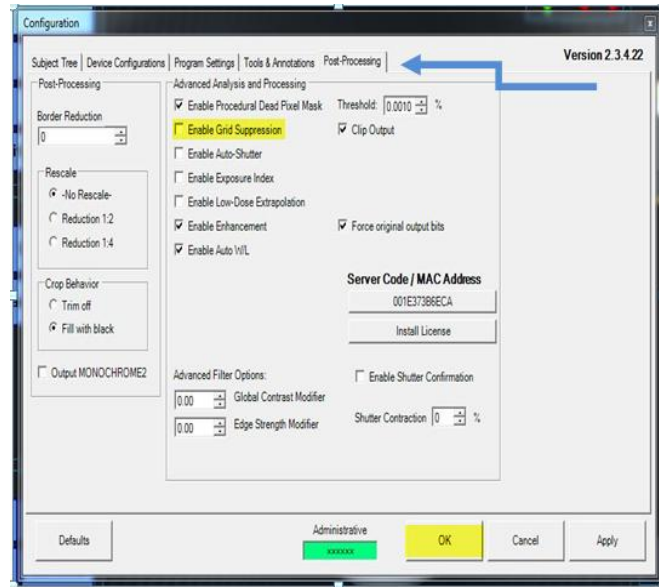 Configuration
x
Subject Tree
Device Configurations
Program Settings
Tools & Annotations
Post-Processing
Version 2.3.4.22
Post-Processing
Border Reduction
0
Rescale
-No Rescale-
Reduction 1:2
Reduction 1:4
Crop Behavior
Trim off
Fill with black
Output MONOCHROME2
Advanced Analysis and Processing
Enable Procedural Dead Pixel Mask
Threshold: 0.0010 %
Enable Grid Suppression
Clip Output
Enable Auto-Shutter
Enable Exposure Index
Enable Low-Dose Extrapolation
Enable Enhancement
Force original output bits
Enable Auto W/L
Server Code / MAC Address
001E373B6ECA
Install License
Advanced Filter Options:
Enable Shutter Confirmation
0.00 Global Contrast Modifier
0.00 Edge Strength Modifier
Shutter Contraction 0 %
Defaults
Administrative
xxxxxx
OK
Cancel
Apply